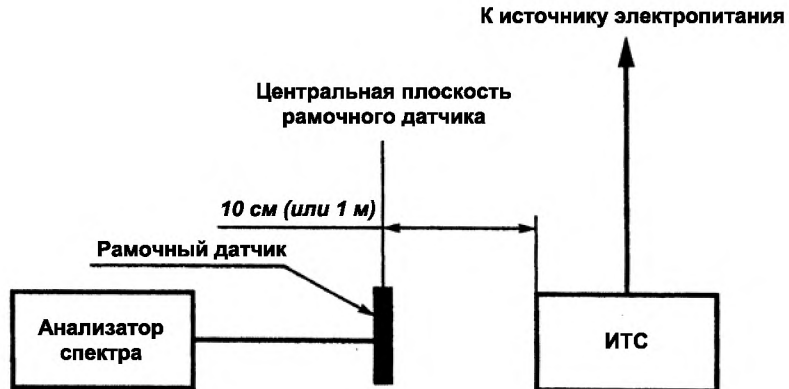 К источнику электропитания
Центральная плоскость
рамочного датчика
10 см (или 1 м)
Рамочный датчик
Анализатор
спектра
ИТС